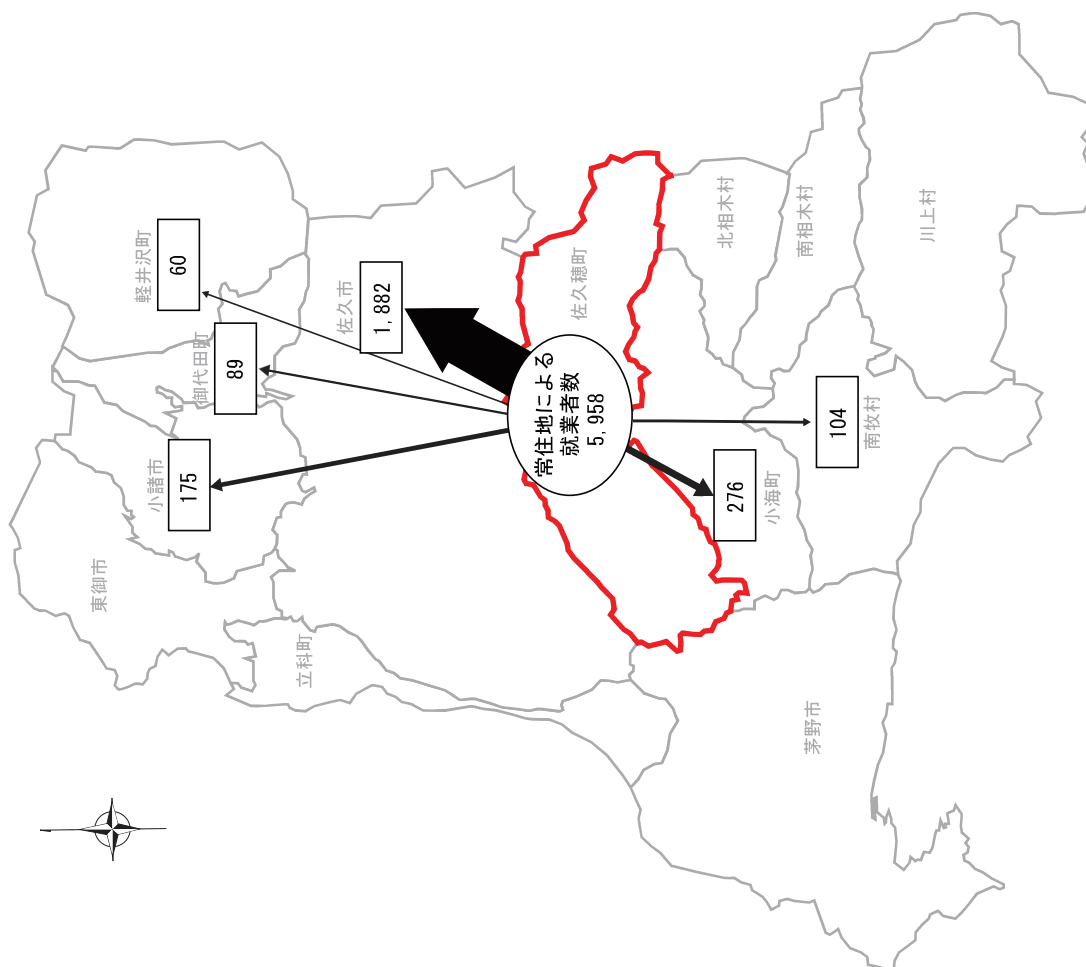 軽井沢町
60
御代田町
89
小諸市
175
東御市
佐久市
1,882
立科町
佐久穂町
常住地による
就業者数
5,958
北相木村
南相木村
川上村
276
小海町
104
南牧村
茅野市